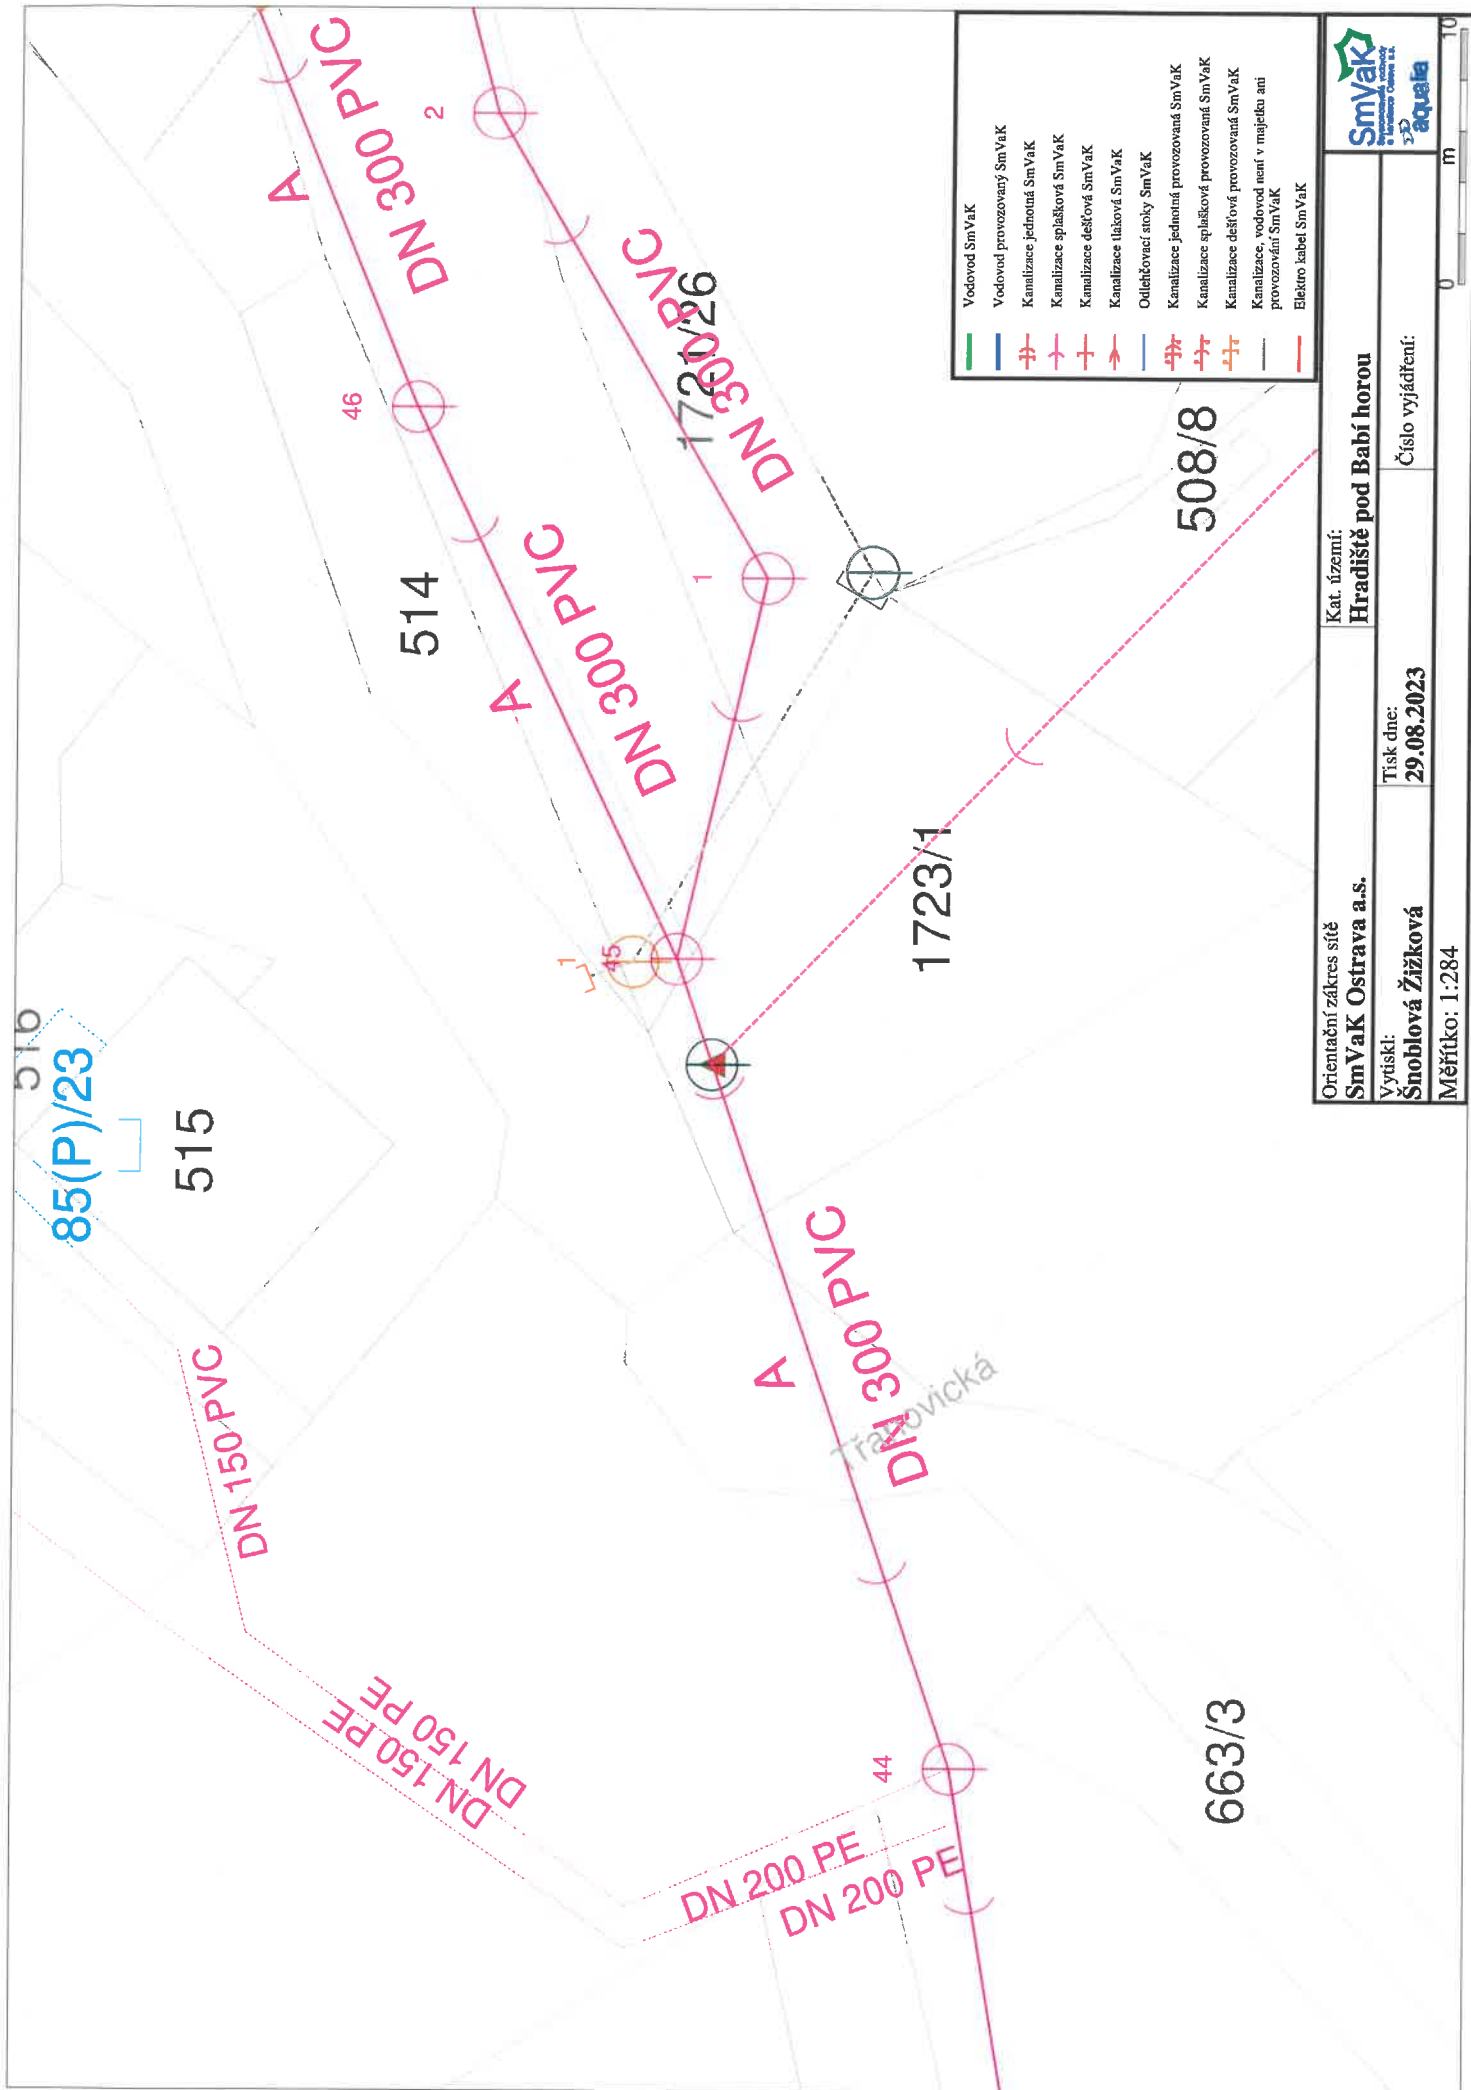 516
85(P)/23
515
DN 150 PVC
DN 150 PE
DN 150 PE
DN 200 PE
DN 200 PE
44
663/3
A
DN 300 PVC
Třanovická
1
45
1723/1
A
DN 300 PVC
514
46
A
DN 300 PVC
2
DN 300 PVC
1721/26
1
508/8
Vodovod SmVaK
Vodovod provozovaný SmVaK
Kanalizace jednotná SmVaK
Kanalizace splašková SmVaK
Kanalizace dešťová SmVaK
Kanalizace tlaková SmVaK
Odlehčovací stoky SmVaK
Kanalizace jednotná provozovaná SmVaK
Kanalizace splašková provozovaná SmVaK
Kanalizace dešťová provozovaná SmVaK
Kanalizace, vodovod není v majetku ani
provozování SmVaK
Elektro kabel SmVaK
Orientační zákres sítě
SmVaK Ostrava a.s.
Kat. území:
Hradiště pod Babí horou
SmVaK
aqualia
Vytiskl:
Šnoblová Žižková
Tisk dne:
29.08.2023
Číslo vyjádření:
Měřítko: 1:284
0 m 10